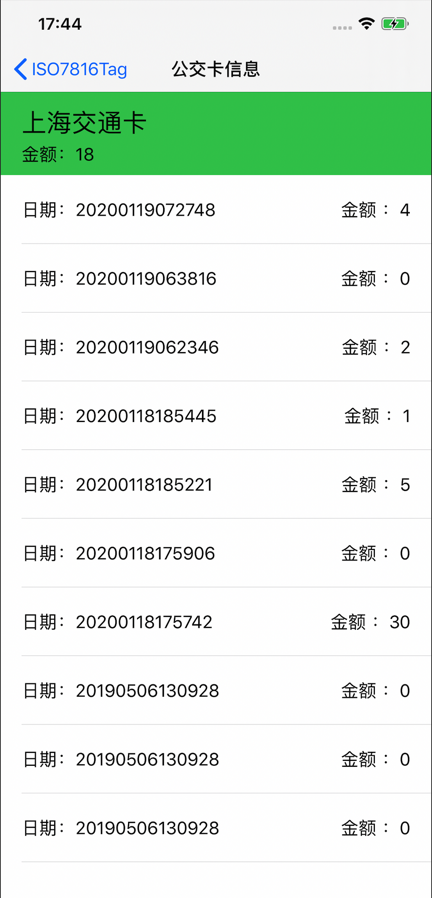 17:44
ISO7816Tag 公交卡信息
上海交通卡
金额：18
日期：20200119072748 金额 ：4
日期：20200119063816 金额 ：0
日期：20200119062346 金额 ：2
日期：20200118185445 金额 ：1
日期：20200118185221 金额 ：5
日期：20200118175906 金额 ：0
日期：20200118175742 金额 ：30
日期：20190506130928 金额 ：0
日期：20190506130928 金额 ：0
日期：20190506130928 金额 ：0